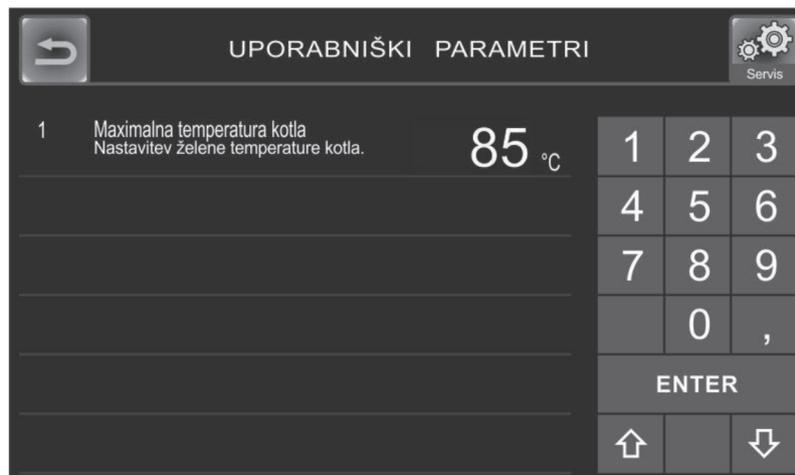 UPORABNIŠKI PARAMETRI
Servis
1 Maximalna temperatura kotla
Nastavitev želene temperature kotla.
85 °C
1 2 3
4 5 6
7 8 9
0 ,
ENTER